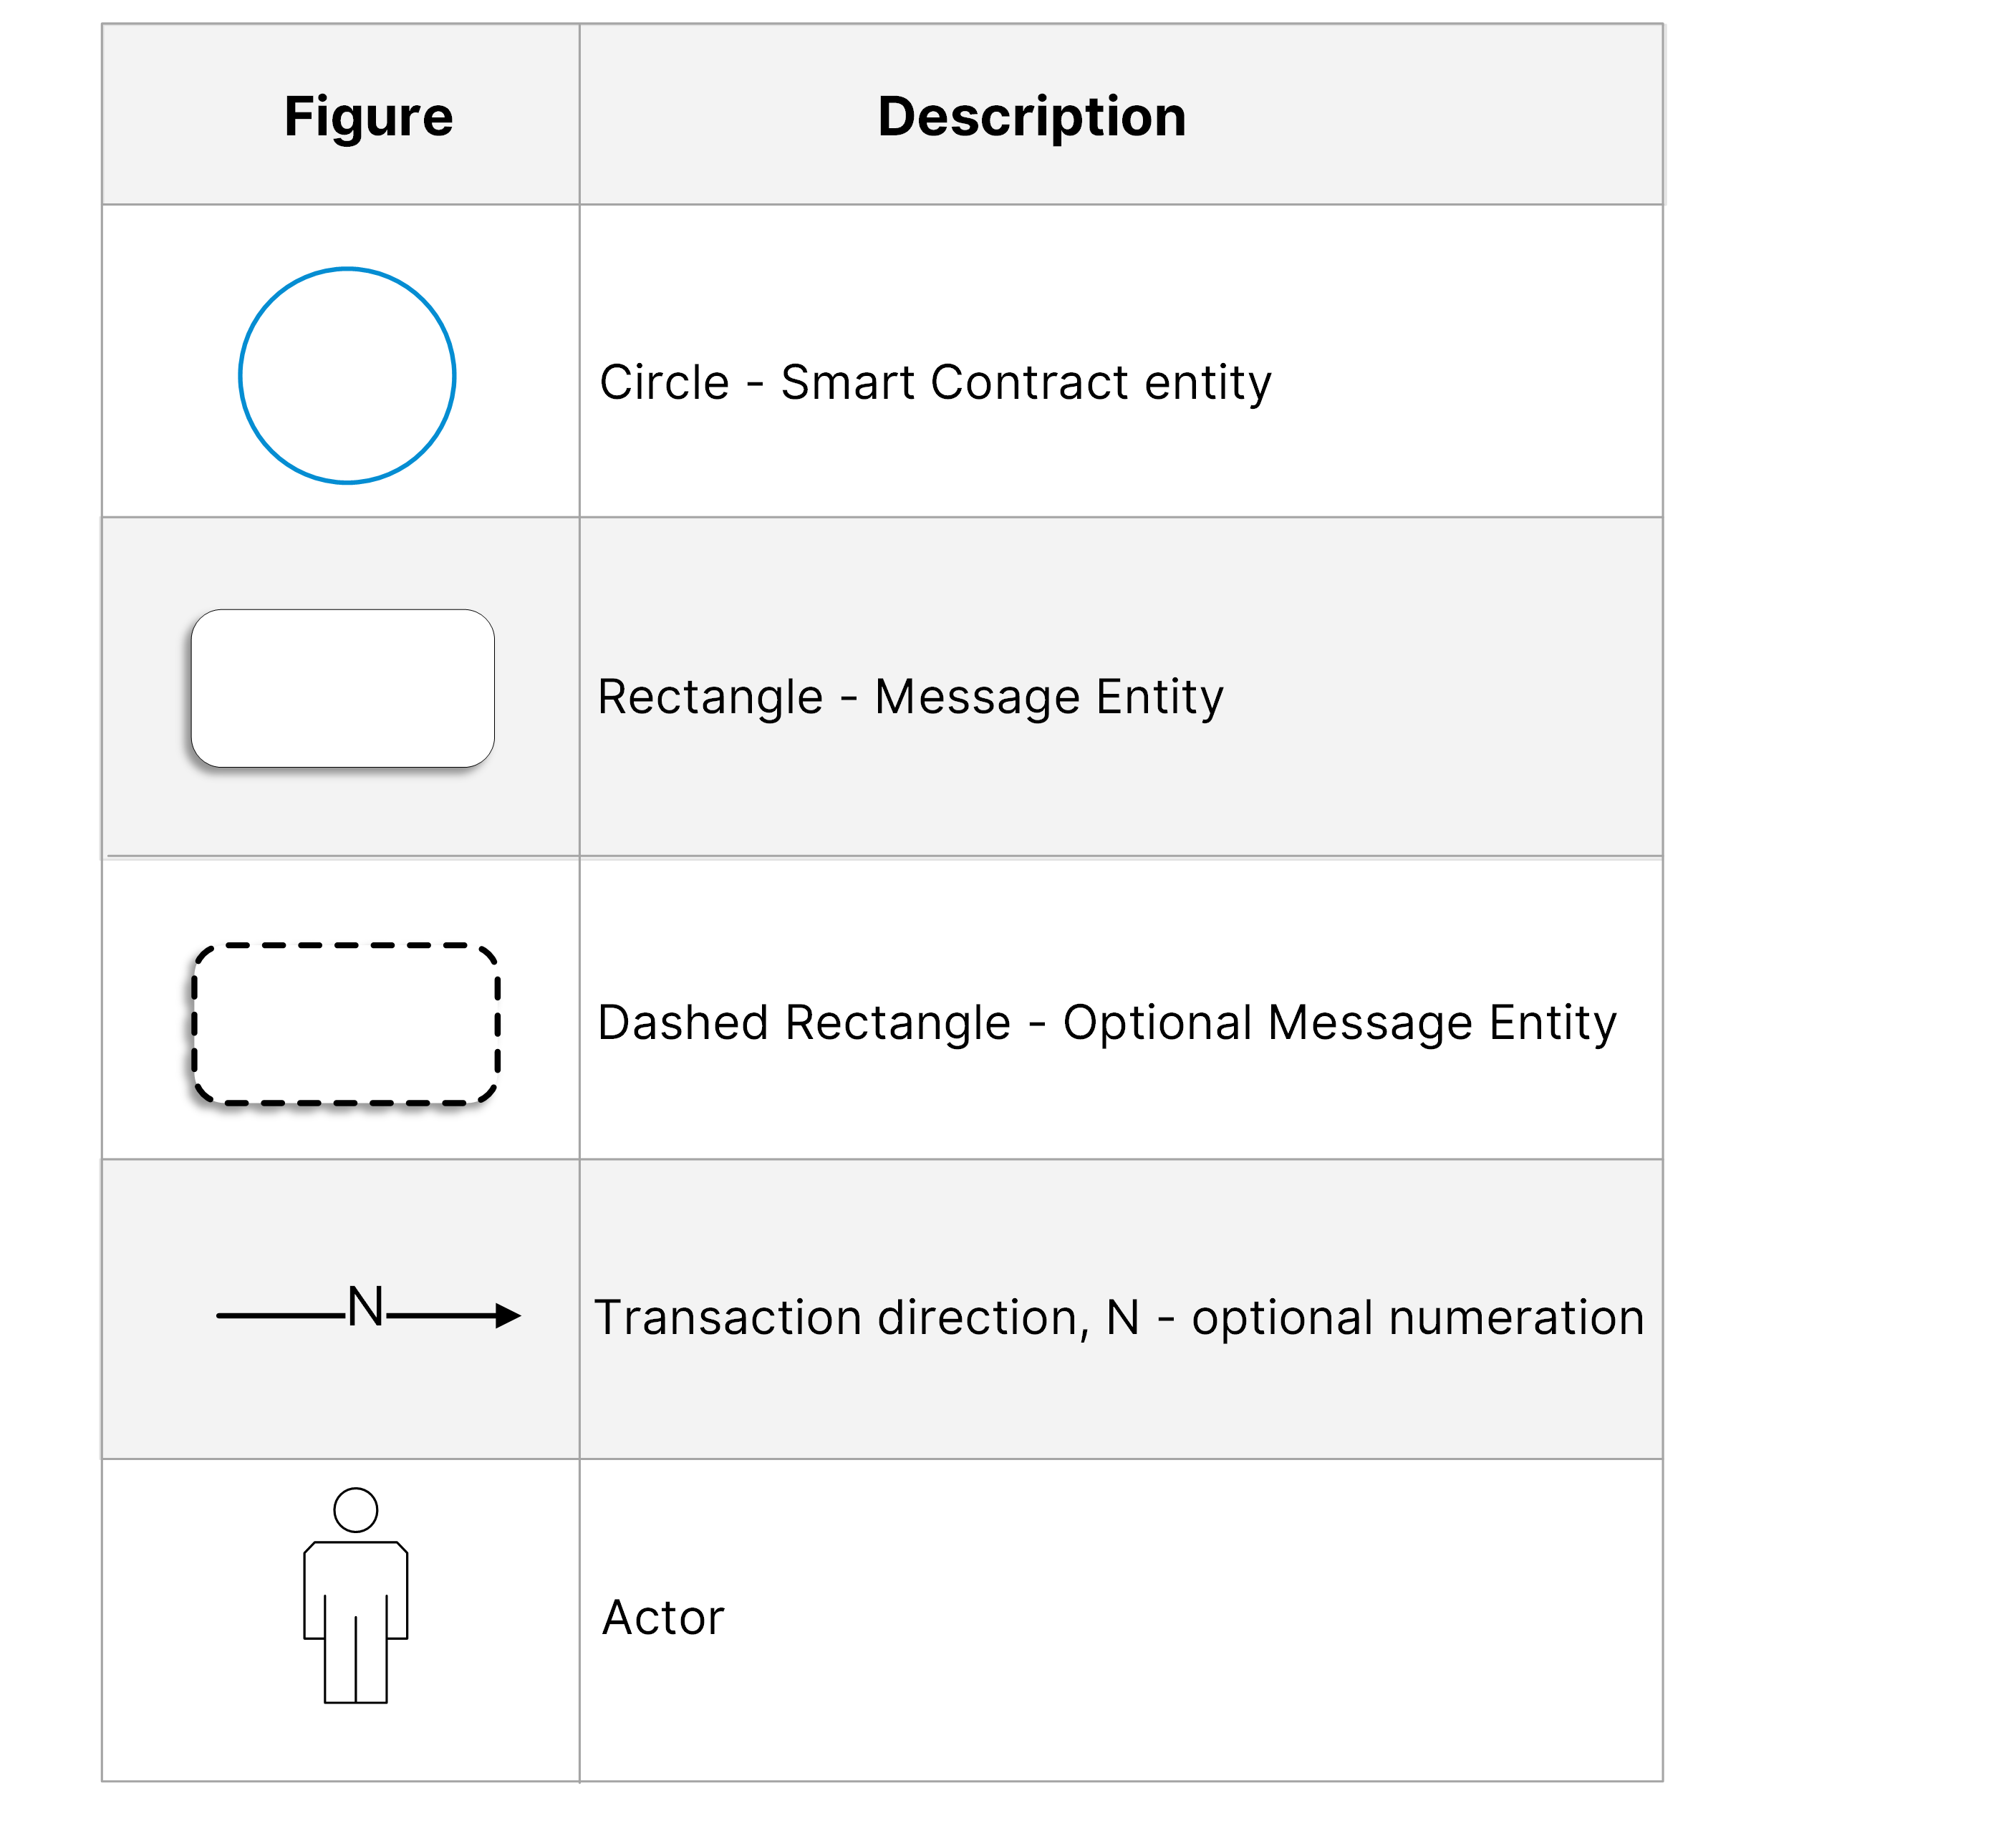 Figure
Description
Circle - Smart Contract entity
Rectangle - Message Entity
Dashed Rectangle - Optional Message Entity
N
Transaction direction, N - optional numeration
Actor